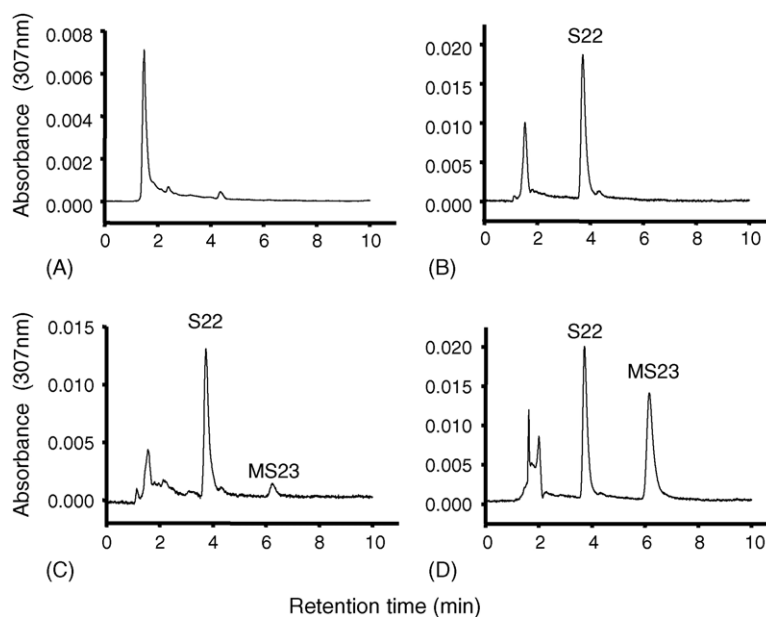 Absorbance (307nm)
0.008
0.006
0.004
0.002
0.000
0 2 4 6 8 10
(A)
S22
0.020
0.015
0.010
0.005
0.000
0 2 4 6 8 10
(B)
Absorbance (307nm)
S22
MS23
0.015
0.010
0.005
0.000
0 2 4 6 8 10
(C)
S22
MS23
0.020
0.015
0.010
0.005
0.000
0 2 4 6 8 10
(D)
Retention time (min)